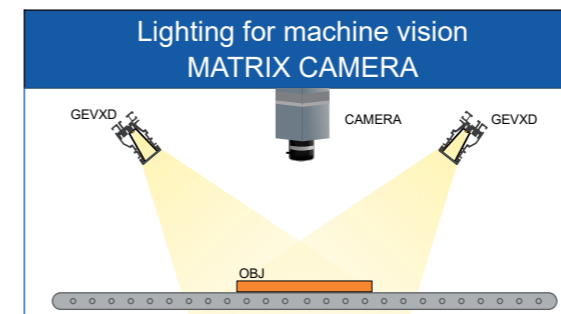 Lighting for machine vision
MATRIX CAMERA
GEVXD
CAMERA
GEVXD
OBJ